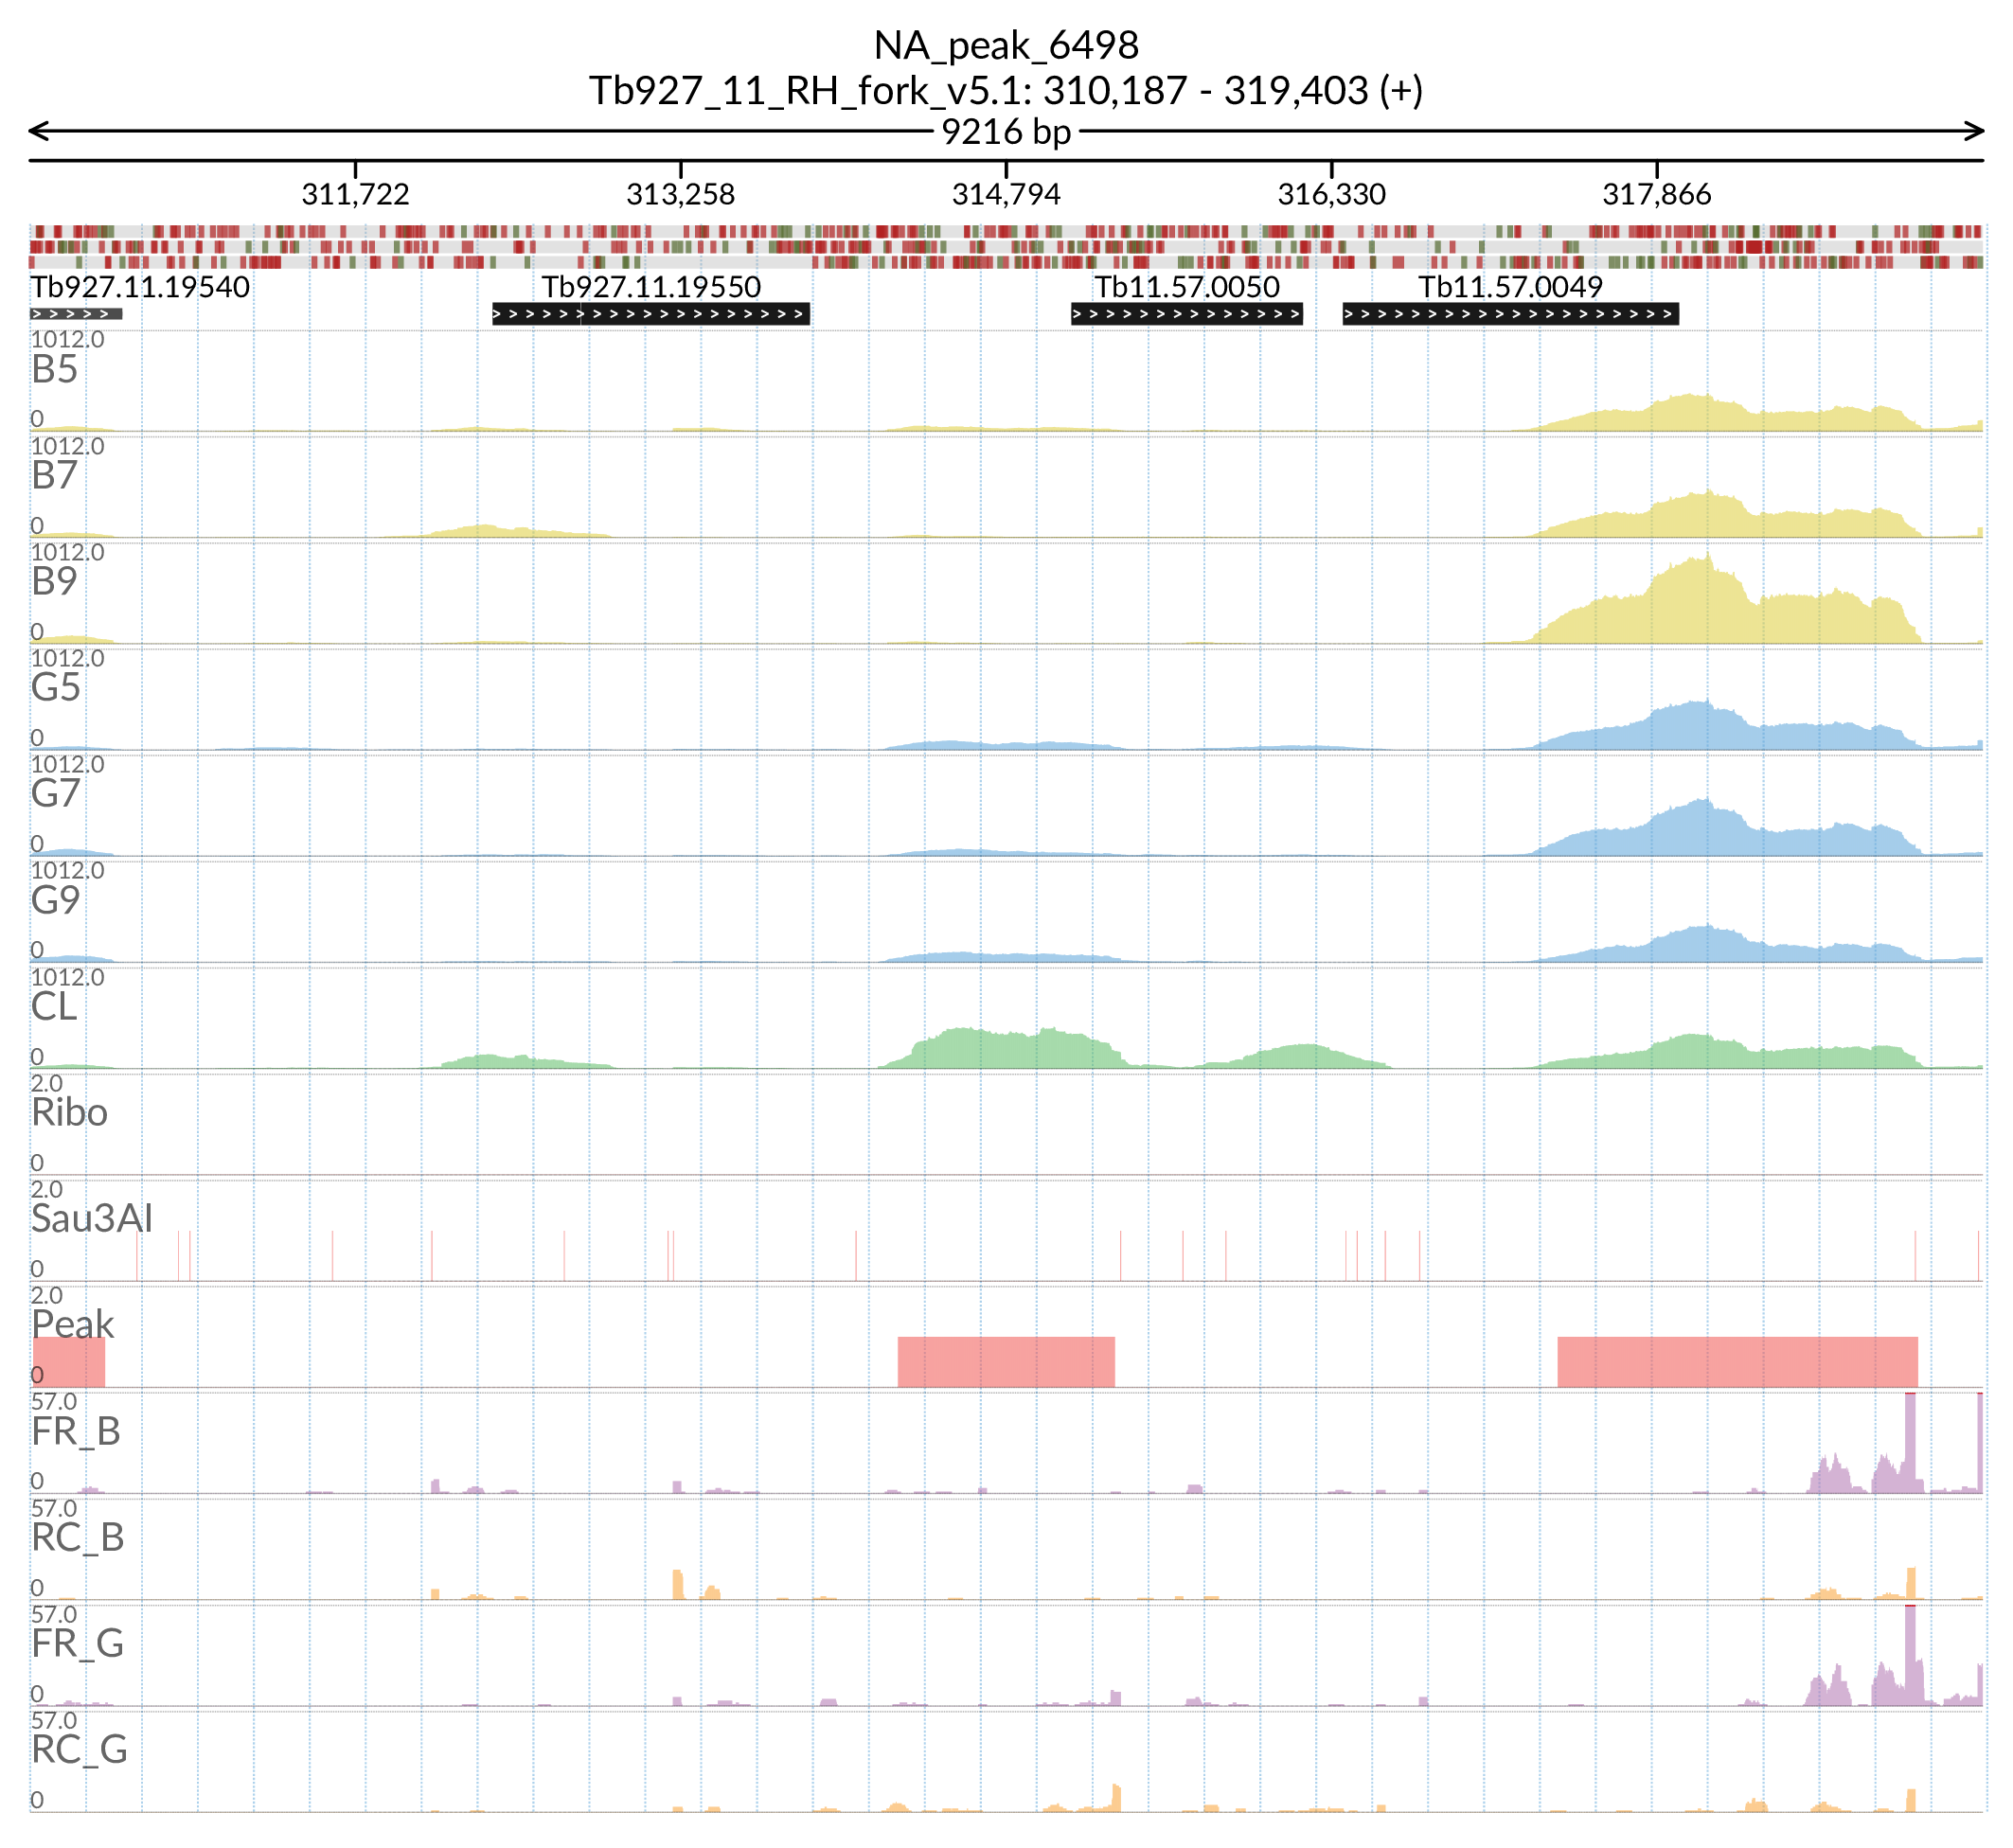 NA_peak_6498
Tb927_11_RH_fork_v5.1: 310,187 - 319,403 (+)
9216 bp
311,722 313,258 314,794 316,330 317,866
Tb927.11.19540 Tb927.11.19550 Tb11.57.0050 Tb11.57.0049
1012.0
B5
0
1012.0
B7
0
1012.0
B9
0
1012.0
G5
0
1012.0
G7
0
1012.0
G9
0
1012.0
CL
0
2.0
Ribo
0
2.0
Sau3AI
0
2.0
Peak
0
57.0
FR_B
0
57.0
RC_B
0
57.0
FR_G
0
57.0
RC_G
0